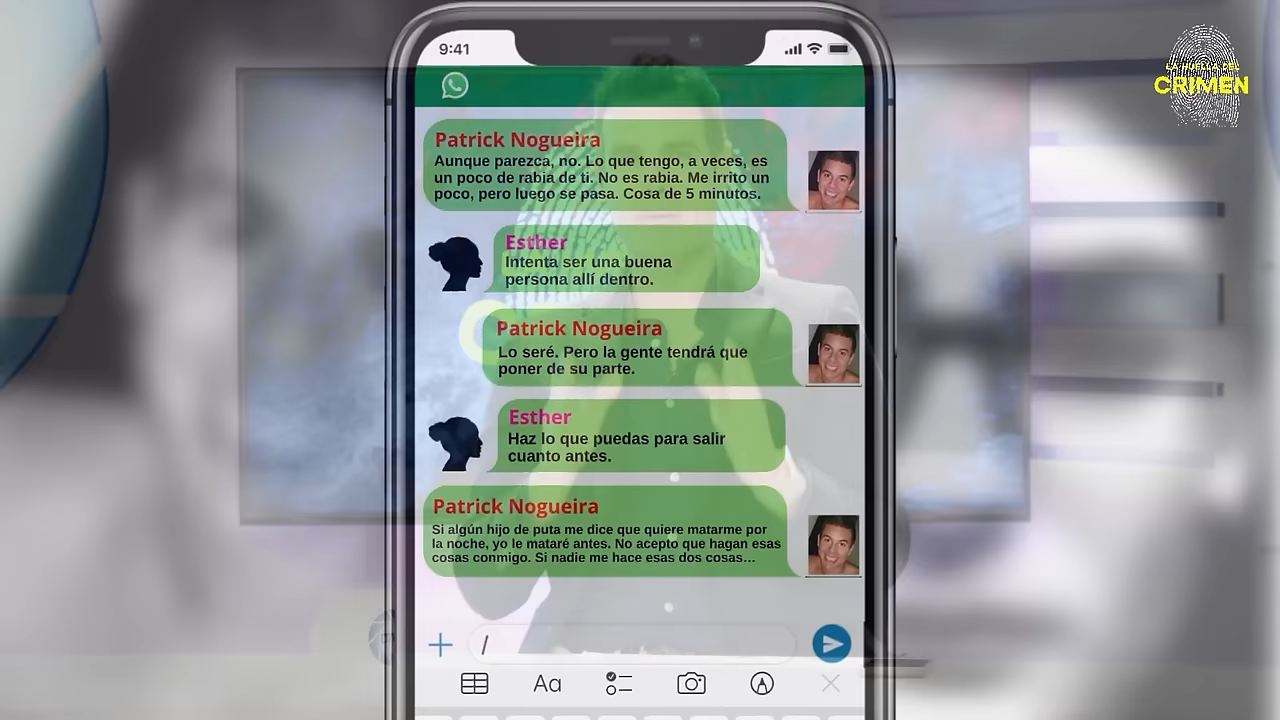 9:41
LA HUELLA DEL
CRIMEN
Patrick Nogueira
Aunque parezca, no. Lo que tengo, a veces, es
un poco de rabia de ti. No es rabia. Me irrito un
poco, pero luego se pasa. Cosa de 5 minutos.
Esther
Intenta ser una buena
persona allí dentro.
Patrick Nogueira
Lo seré. Pero la gente tendrá que
poner de su parte.
Esther
Haz lo que puedas para salir
cuanto antes.
Patrick Nogueira
Si algún hijo de puta me dice que quiere matarme por
la noche, yo le mataré antes. No acepto que hagan esas
cosas conmigo. Si nadie me hace esas dos cosas...
/
Aa